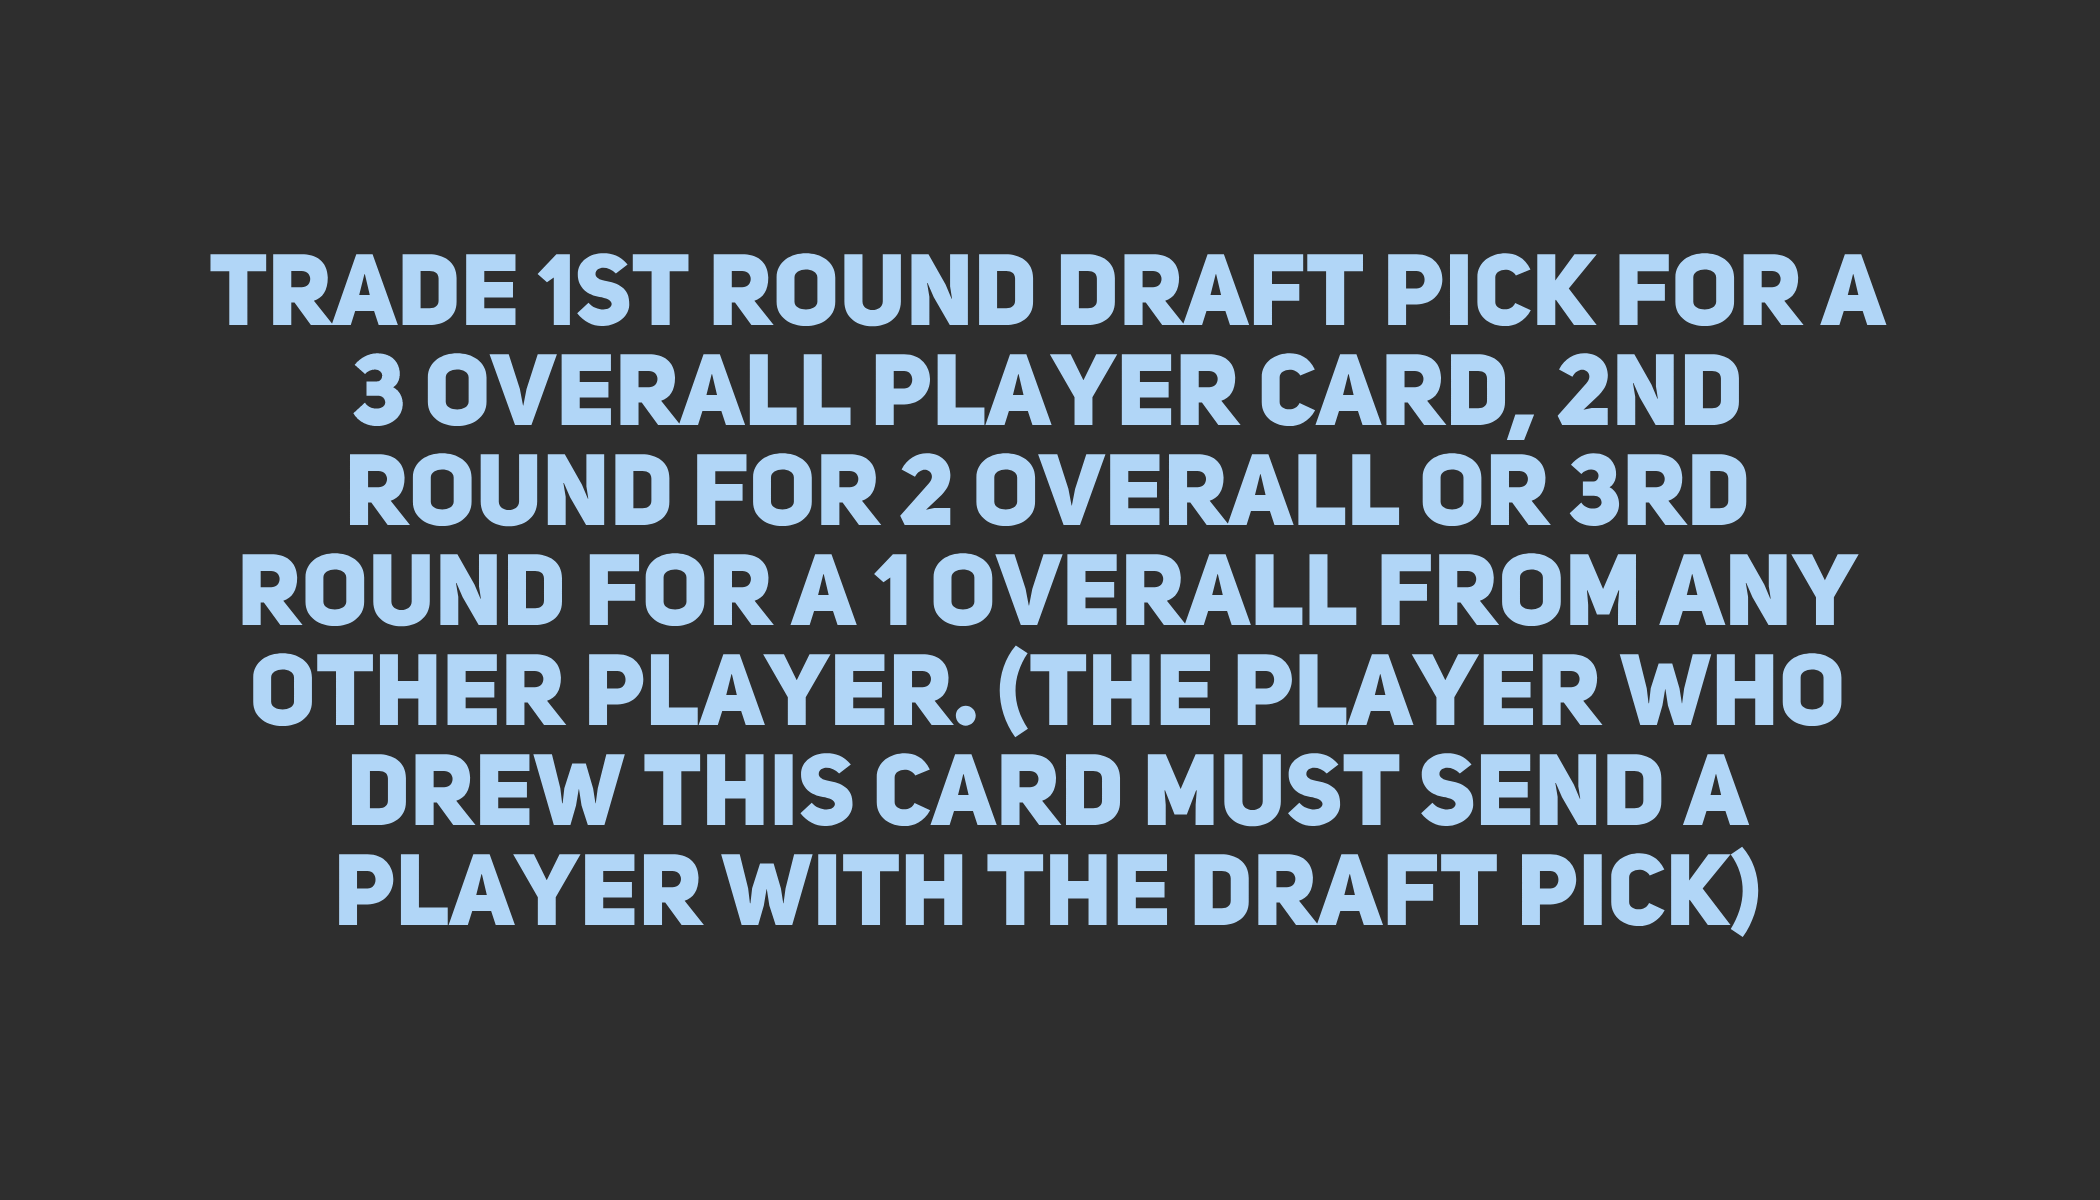 TRADE 1ST ROUND DRAFT PICK FOR A
3 OVERALL PLAYER CARD, 2ND
ROUND FOR 2 OVERALL OR 3RD
ROUND FOR A 1 OVERALL FROM ANY
OTHER PLAYER. (THE PLAYER WHO
DREW THIS CARD MUST SEND A
PLAYER WITH THE DRAFT PICK)